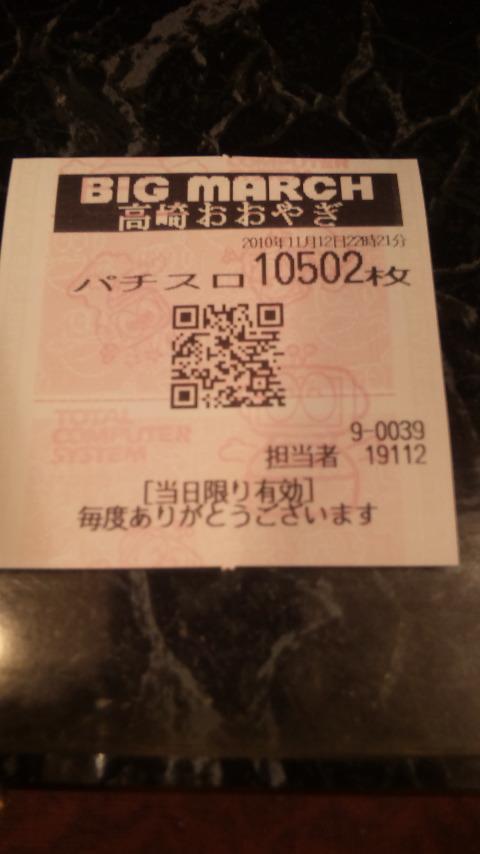 COMPUTER
BIG MARCH
高崎おおやぎ
2010年11月12日22時21分
パチスロ 10502枚
TOTAL
COMPUTER
SYSTEM
9-0039
担当者 19112
[当日限り有効]
毎度ありがとうございます